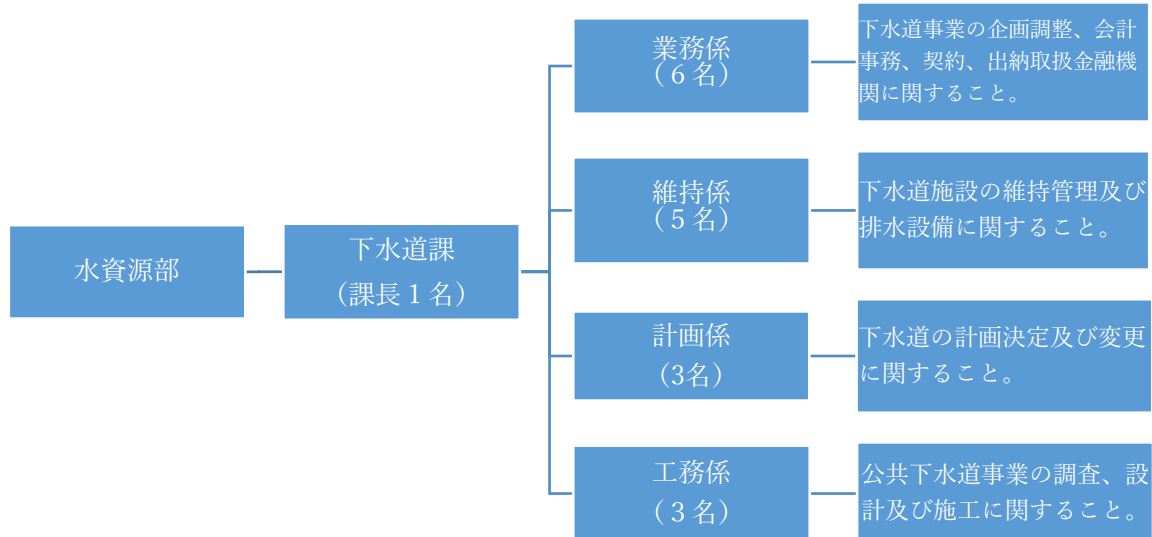 水資源部
下水道課
(課長１名)
業務係
(６名)
下水道事業の企画調整、会計
事務、契約、出納取扱金融機
関に関すること。
維持係
(５名)
下水道施設の維持管理及び
排水設備に関すること。
計画係
(3名)
下水道の計画決定及び変更
に関すること。
工務係
(３名)
公共下水道事業の調査、設
計及び施工に関すること。